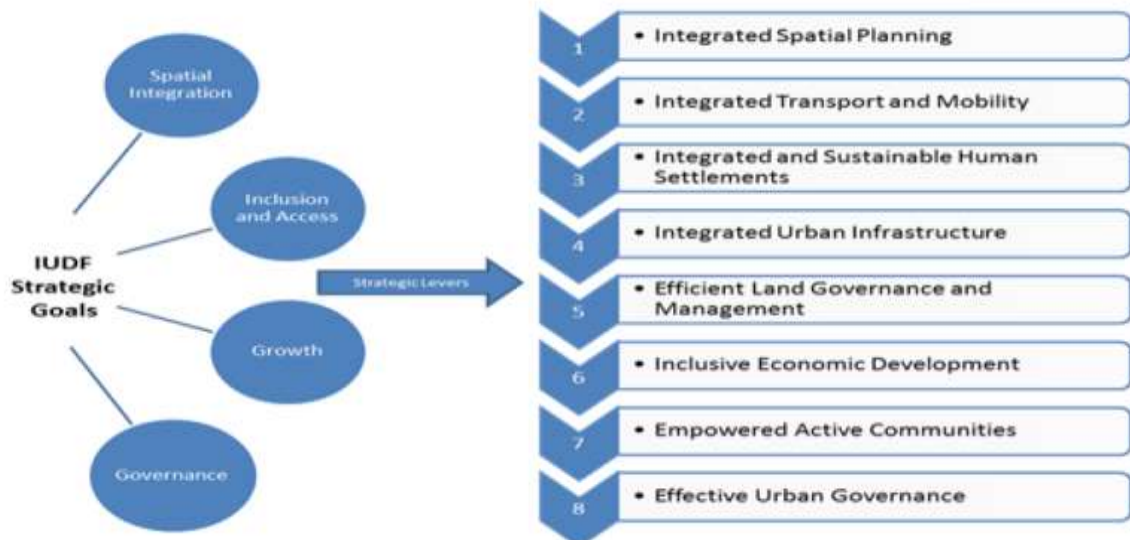 Spatial
Integration
Inclusion
and Access
IUDF
Strategic
Goals
Growth
Governance
Strategic Levers
1
• Integrated Spatial Planning
2
• Integrated Transport and Mobility
3
• Integrated and Sustainable Human
Settlements
4
• Integrated Urban Infrastructure
5
• Efficient Land Governance and
Management
6
• Inclusive Economic Development
7
• Empowered Active Communities
8
• Effective Urban Governance